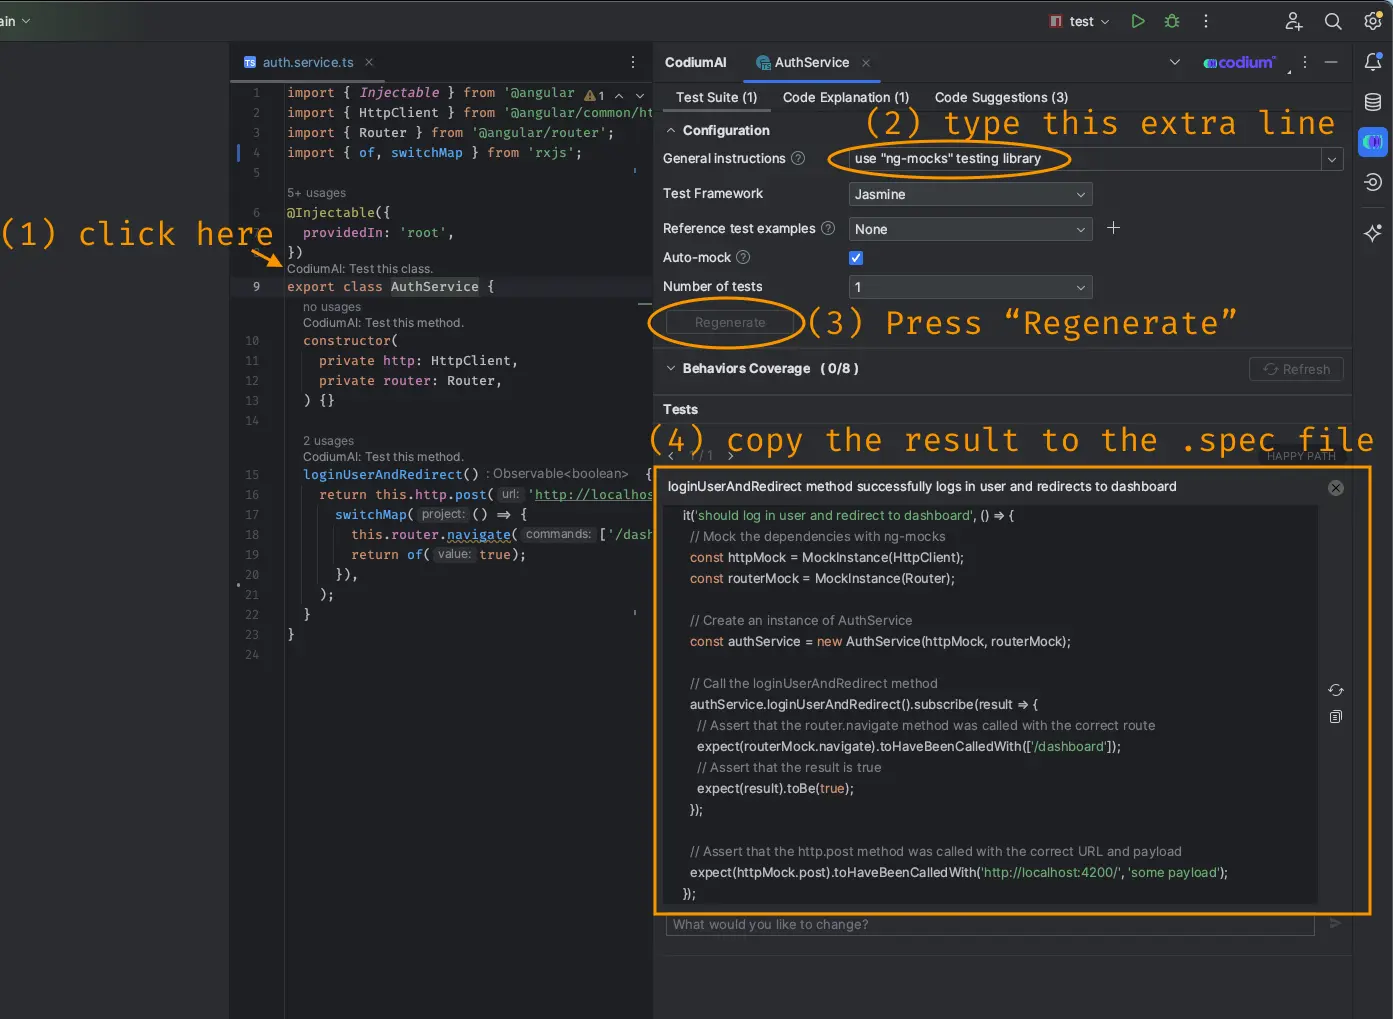 ain
test
TS auth.service.ts
CodiumAI
AuthService
codium
Test Suite (1)
Code Explanation (1)
Code Suggestions (3)
1 import { Injectable } from '@angular
1
2 import { HttpClient } from '@angular/common/ht
3 import { Router } from '@angular/router';
4 import { of, switchMap } from 'rxjs';
5
5+ usages
6 @Injectable({
providedIn: 'root',
})
CodiumAI: Test this class.
9 export class AuthService {
no usages
CodiumAI: Test this method.
10 constructor(
11 private http: HttpClient,
12 private router: Router,
13 ) {}
14
2 usages
CodiumAI: Test this method.
15 loginUserAndRedirect() : Observable<boolean> {
16 return this.http.post( url: 'http://localhos
17 switchMap( project: () => {
18 this.router.navigate( commands: ['/dash
19 return of( value: true);
20 }),
21 );
22 }
23 }
24
(1) click here
(2) type this extra line
Configuration
General instructions ?
use "ng-mocks" testing library
Test Framework
Jasmine
Reference test examples ?
None
Auto-mock ?
Number of tests
1
Regenerate
(3) Press “Regenerate”
Behaviors Coverage ( 0/8 )
Refresh
Tests
(4) copy the result to the .spec file
1 / 1
HAPPY PATH
loginUserAndRedirect method successfully logs in user and redirects to dashboard
it('should log in user and redirect to dashboard', () => {
// Mock the dependencies with ng-mocks
const httpMock = MockInstance(HttpClient);
const routerMock = MockInstance(Router);
// Create an instance of AuthService
const authService = new AuthService(httpMock, routerMock);
// Call the loginUserAndRedirect method
authService.loginUserAndRedirect().subscribe(result => {
// Assert that the router.navigate method was called with the correct route
expect(routerMock.navigate).toHaveBeenCalledWith(['/dashboard']);
// Assert that the result is true
expect(result).toBe(true);
});
// Assert that the http.post method was called with the correct URL and payload
expect(httpMock.post).toHaveBeenCalledWith('http://localhost:4200/', 'some payload');
});
What would you like to change?